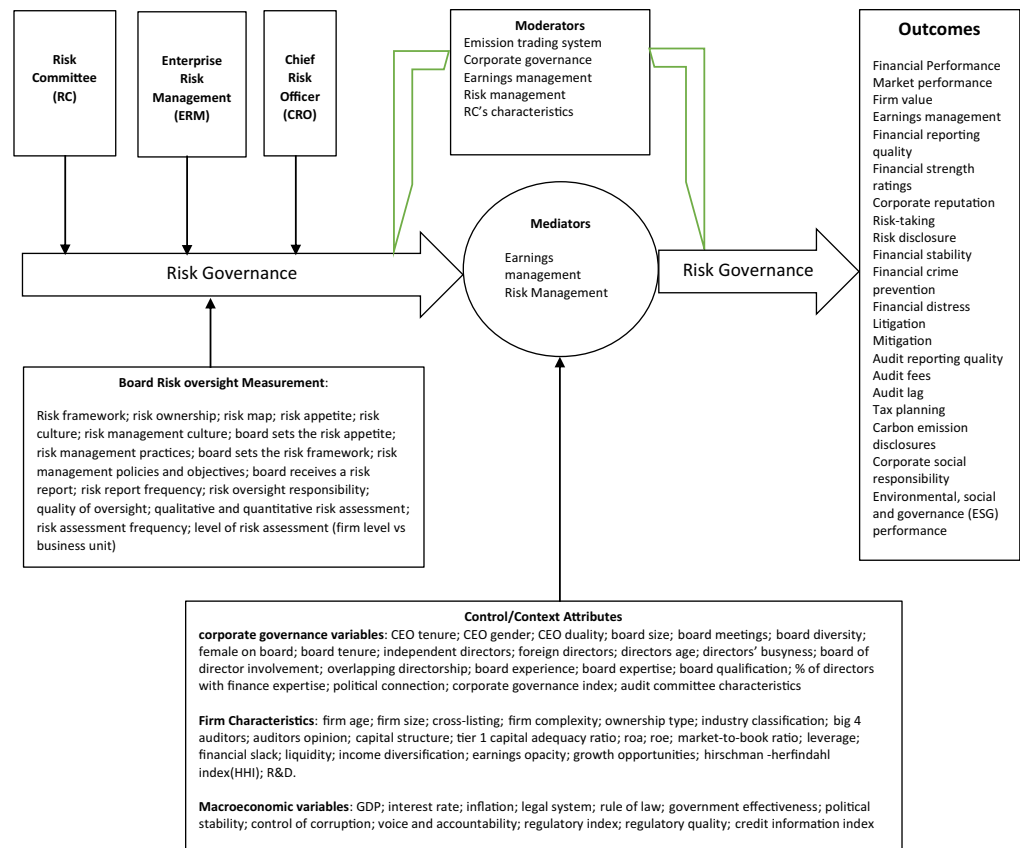 Risk
Committee
(RC)
Enterprise
Risk
Management
(ERM)
Chief
Risk
Officer
(CRO)
Moderators
Emission trading system
Corporate governance
Earnings management
Risk management
RC's characteristics
Outcomes
Financial Performance
Market performance
Firm value
Earnings management
Financial reporting
quality
Financial strength
ratings
Corporate reputation
Risk-taking
Risk disclosure
Financial stability
Financial crime
prevention
Financial distress
Litigation
Mitigation
Audit reporting quality
Audit fees
Audit lag
Tax planning
Carbon emission
disclosures
Corporate social
responsibility
Environmental, social
and governance (ESG)
performance
Risk Governance
Mediators
Earnings
management
Risk Management
Risk Governance
Board Risk oversight Measurement:
Risk framework; risk ownership; risk map; risk appetite; risk
culture; risk management culture; board sets the risk appetite;
risk management practices; board sets the risk framework; risk
management policies and objectives; board receives a risk
report; risk report frequency; risk oversight responsibility;
quality of oversight; qualitative and quantitative risk assessment;
risk assessment frequency; level of risk assessment (firm level vs
business unit)
Control/Context Attributes
corporate governance variables: CEO tenure; CEO gender; CEO duality; board size; board meetings; board diversity;
female on board; board tenure; independent directors; foreign directors; directors age; directors' busyness; board of
director involvement; overlapping directorship; board experience; board expertise; board qualification; % of directors
with finance expertise; political connection; corporate governance index; audit committee characteristics
Firm Characteristics: firm age; firm size; cross-listing; firm complexity; ownership type; industry classification; big 4
auditors; auditors opinion; capital structure; tier 1 capital adequacy ratio; roa; roe; market-to-book ratio; leverage;
financial slack; liquidity; income diversification; earnings opacity; growth opportunities; hirschman -herfindahl
index(HHI); R&D.
Macroeconomic variables: GDP; interest rate; inflation; legal system; rule of law; government effectiveness; political
stability; control of corruption; voice and accountability; regulatory index; regulatory quality; credit information index